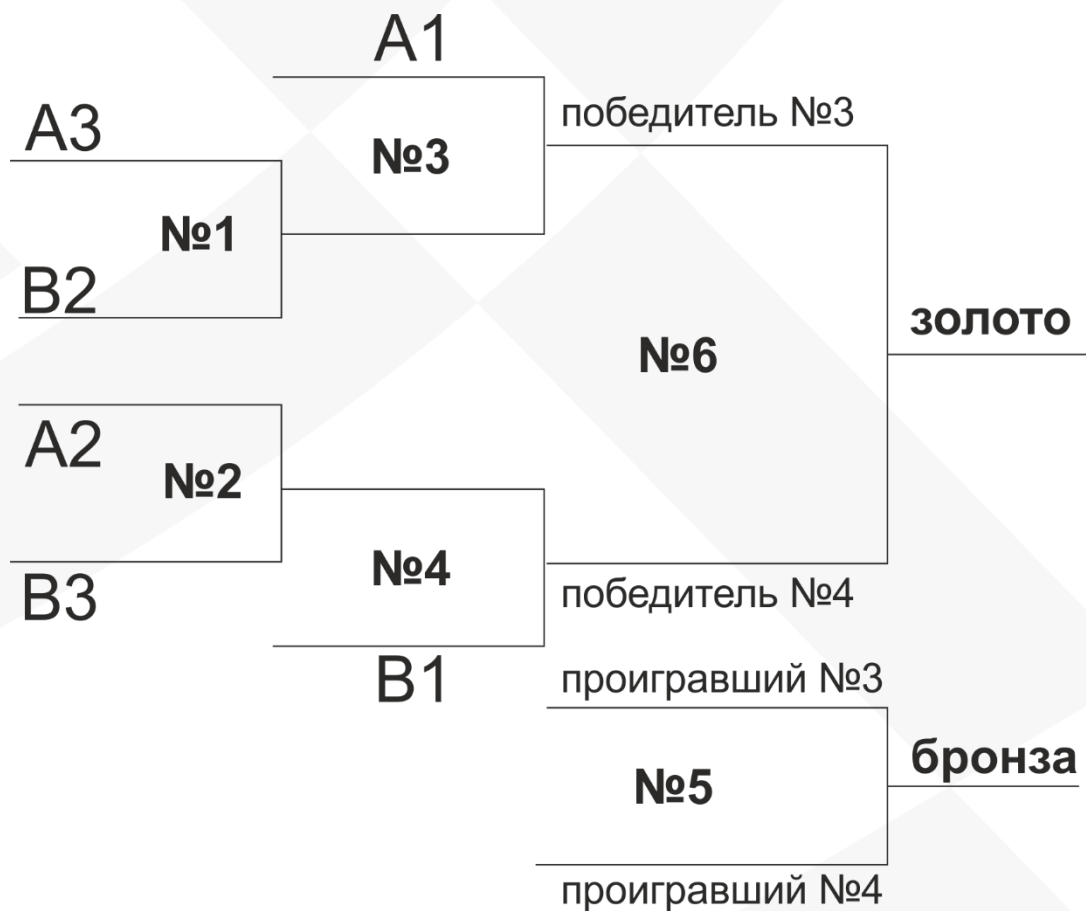 A1
A3
победитель №3
№3
№1
B2
золото
№6
A2
№2
№4
B3
победитель №4
B1
проигравший №3
бронза
№5
проигравший №4